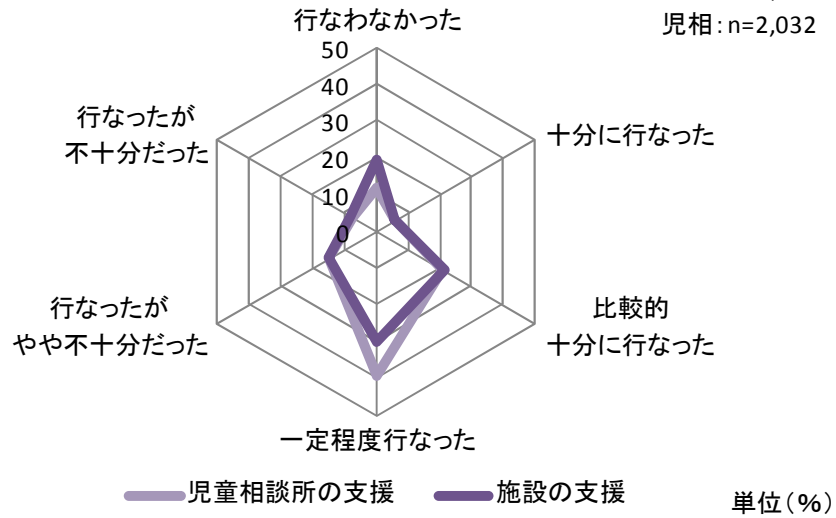 行なわなかった
児相：n=2,032
50
40
30
20
10
0
行なったが
不十分だった
十分に行なった
行なったが
やや不十分だった
比較的
十分に行なった
一定程度行なった
児童相談所の支援
施設の支援
単位（%）